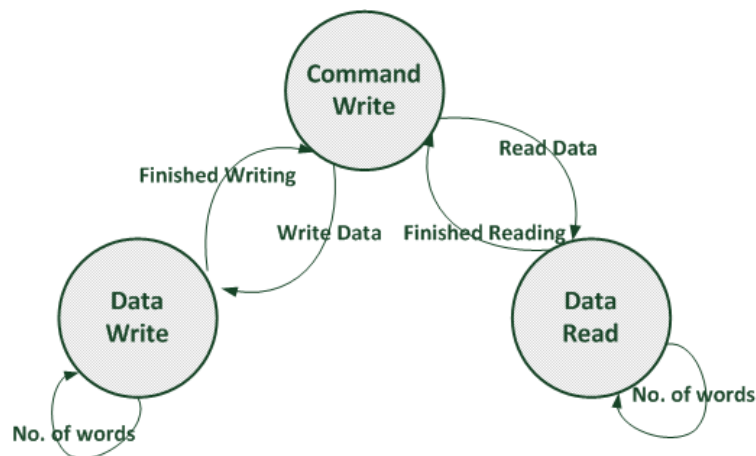 Command
Write
Read Data
Finished Writing
Write Data
Finished Reading
Data
Write
Data
Read
No. of words
No. of words